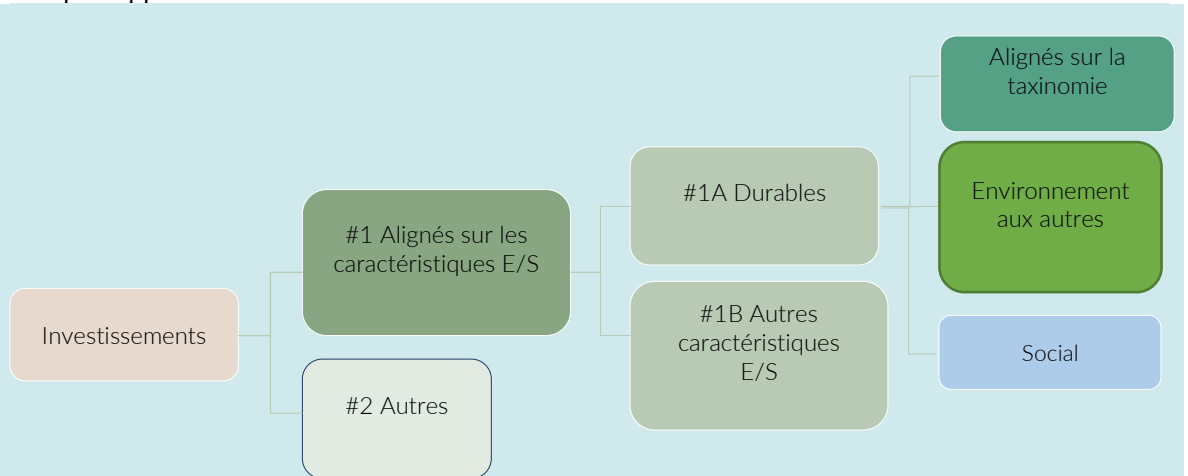 Alignés sur la
taxinomie
Environnement
aux autres
#1A Durables
#1 Alignés sur les
caractéristiques E/S
#1B Autres
caractéristiques
E/S
Investissements
Social
#2 Autres